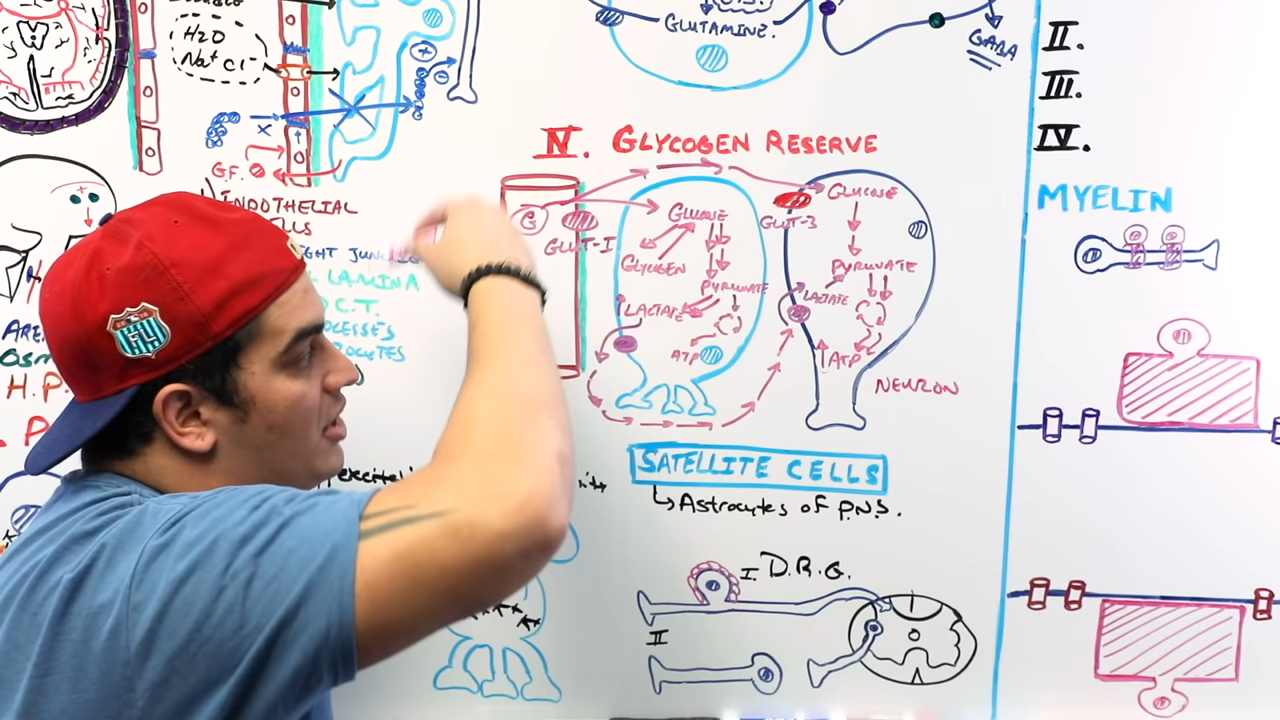 H2O
Na+ Cl-
X
G.F.
ENDOTHELIAL
LAMINA
C.T.
H.P.
GLUTAMINE.
GABA
IV. GLYCOGEN RESERVE
G
GLUT-1
GLUCOSE
GLYCOGEN
PYRUVATE
LACTATE
ATP
GLUT-3
GLUCOSE
PYRUVATE
LACTATE
ATP
NEURON
SATELLITE CELLS
Astrocytes of P.N.S.
I. D.R.G.
II
II.
III.
IV.
MYELIN